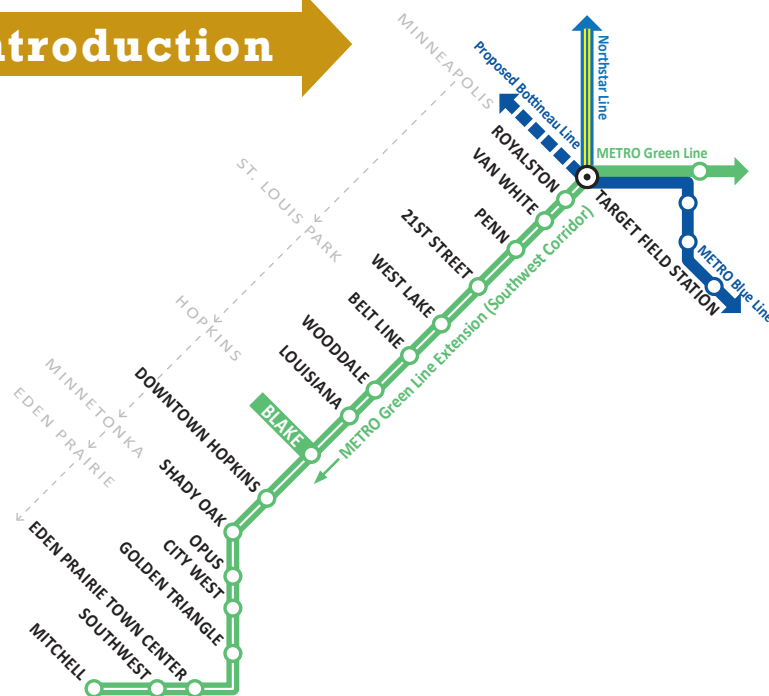 ntroduction
MINNEAPOLIS
ST. LOUIS PARK
HOPKINS
MINNETONKA
EDEN PRAIRIE
Northstar Line
Proposed Bottineau Line
METRO Green Line
METRO Blue Line
TARGET FIELD STATION
ROYALSTON
VAN WHITE
PENN
21ST STREET
WEST LAKE
BELT LINE
WOODDALE
LOUISIANA
BLAKE
METRO Green Line Extension (Southwest Corridor)
DOWNTOWN HOPKINS
SHADY OAK
OPUS
CITY WEST
GOLDEN TRIANGLE
EDEN PRAIRIE TOWN CENTER
SOUTHWEST
MITCHELL